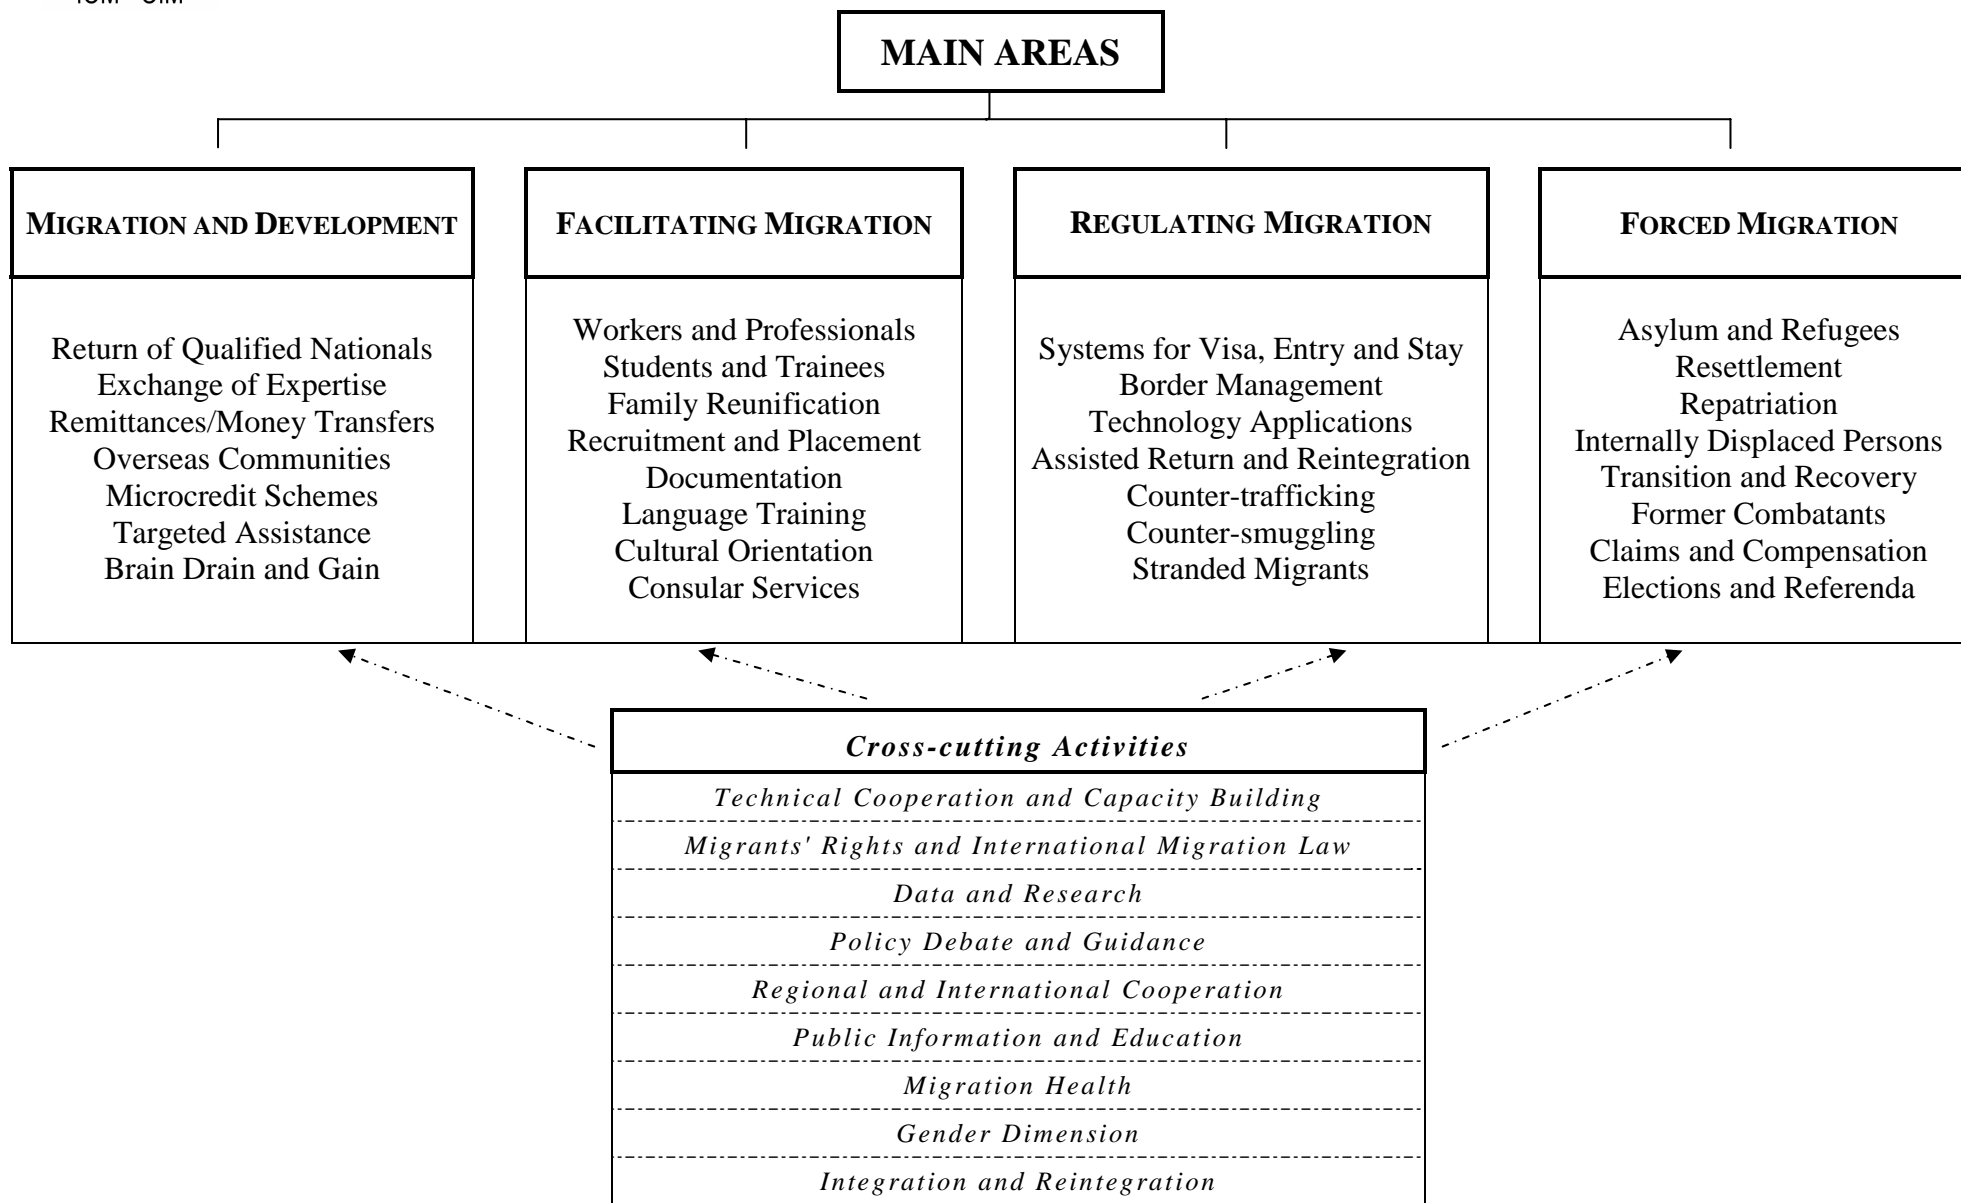 IOM OIM
MAIN AREAS
MIGRATION AND DEVELOPMENT
Return of Qualified Nationals
Exchange of Expertise
Remittances/Money Transfers
Overseas Communities
Microcredit Schemes
Targeted Assistance
Brain Drain and Gain
FACILITATING MIGRATION
Workers and Professionals
Students and Trainees
Family Reunification
Recruitment and Placement
Documentation
Language Training
Cultural Orientation
Consular Services
REGULATING MIGRATION
Systems for Visa, Entry and Stay
Border Management
Technology Applications
Assisted Return and Reintegration
Counter-trafficking
Counter-smuggling
Stranded Migrants
FORCED MIGRATION
Asylum and Refugees
Resettlement
Repatriation
Internally Displaced Persons
Transition and Recovery
Former Combatants
Claims and Compensation
Elections and Referenda
Cross-cutting Activities
Technical Cooperation and Capacity Building
Migrants' Rights and International Migration Law
Data and Research
Policy Debate and Guidance
Regional and International Cooperation
Public Information and Education
Migration Health
Gender Dimension
Integration and Reintegration